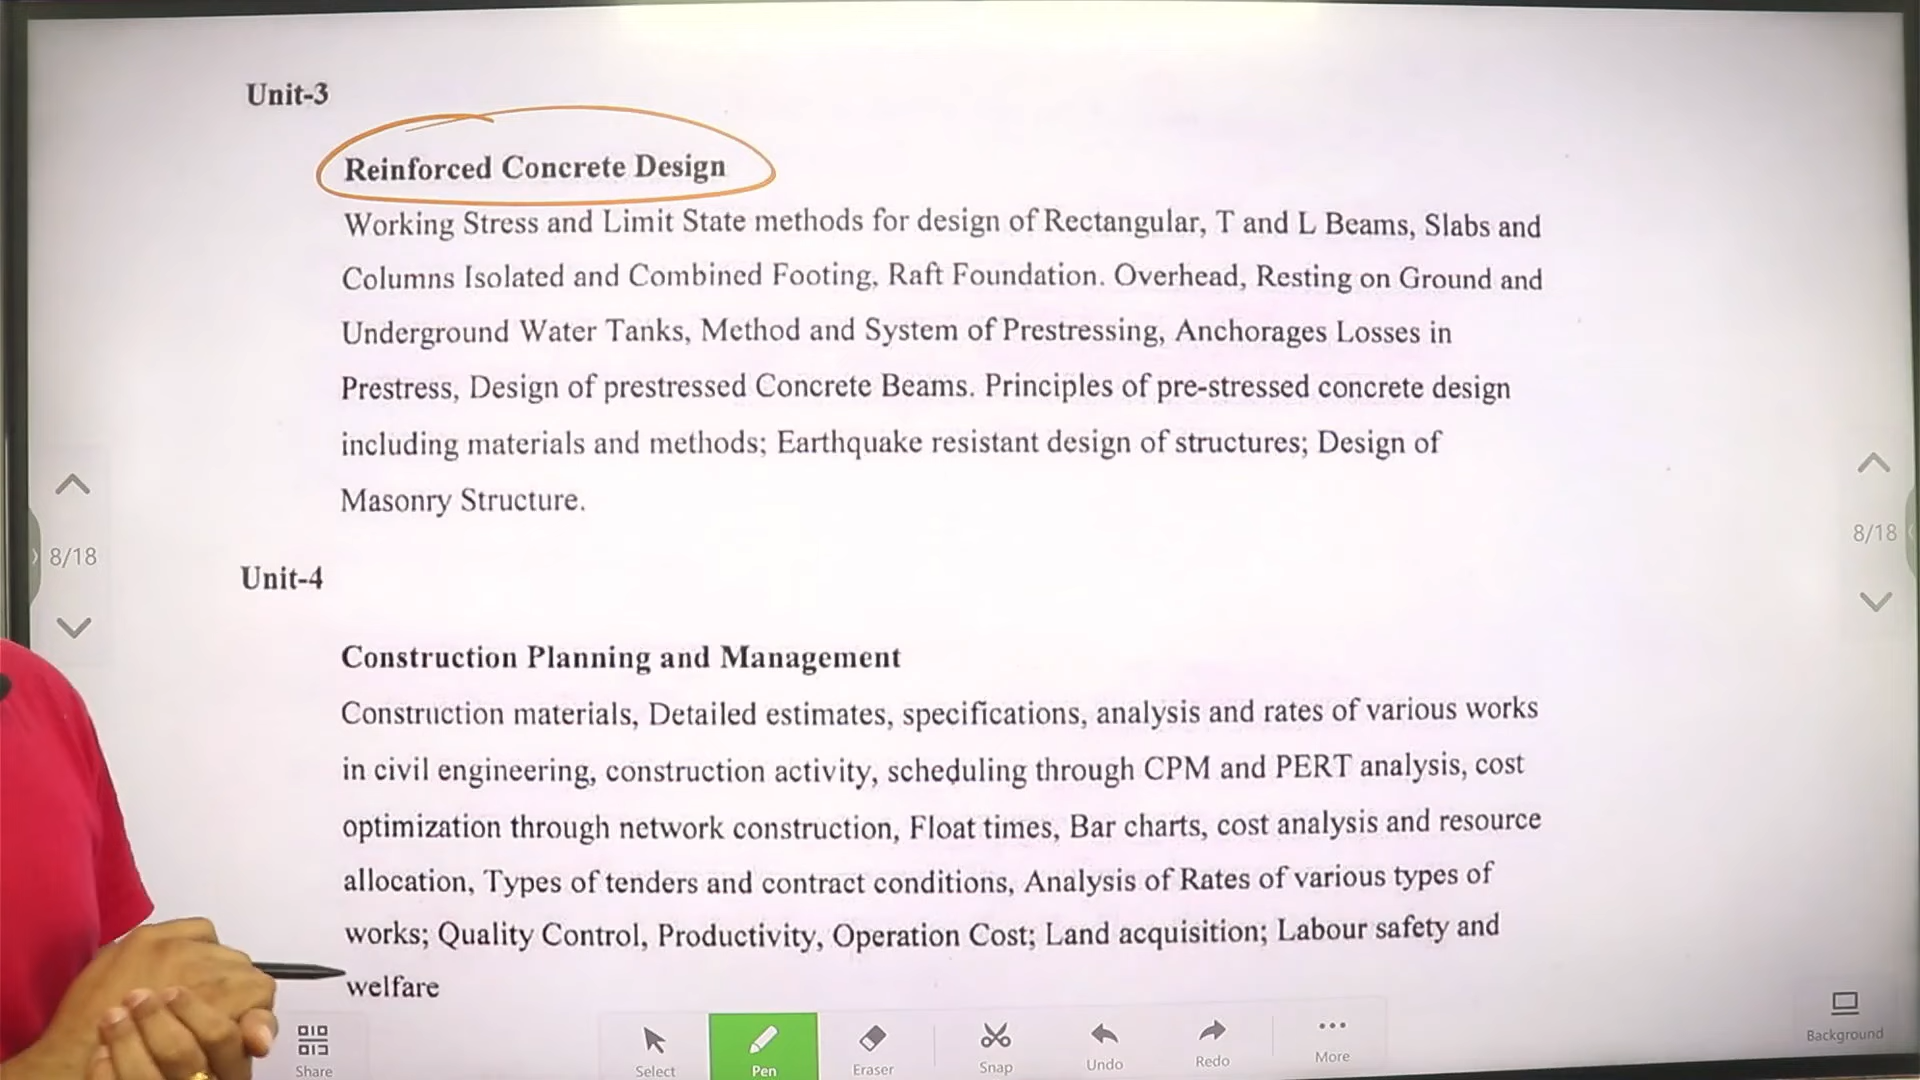 Unit-3
Reinforced Concrete Design
Working Stress and Limit State methods for design of Rectangular, T and L Beams, Slabs and
Columns Isolated and Combined Footing, Raft Foundation. Overhead, Resting on Ground and
Underground Water Tanks, Method and System of Prestressing, Anchorages Losses in
Prestress, Design of prestressed Concrete Beams. Principles of pre-stressed concrete design
including materials and methods; Earthquake resistant design of structures; Design of
Masonry Structure.
8/18
8/18
Unit-4
Construction Planning and Management
Construction materials, Detailed estimates, specifications, analysis and rates of various works
in civil engineering, construction activity, scheduling through CPM and PERT analysis, cost
optimization through network construction, Float times, Bar charts, cost analysis and resource
allocation, Types of tenders and contract conditions, Analysis of Rates of various types of
works; Quality Control, Productivity, Operation Cost; Land acquisition; Labour safety and
welfare
Share
Select
Pen
Eraser
Snap
Undo
Redo
More
Background